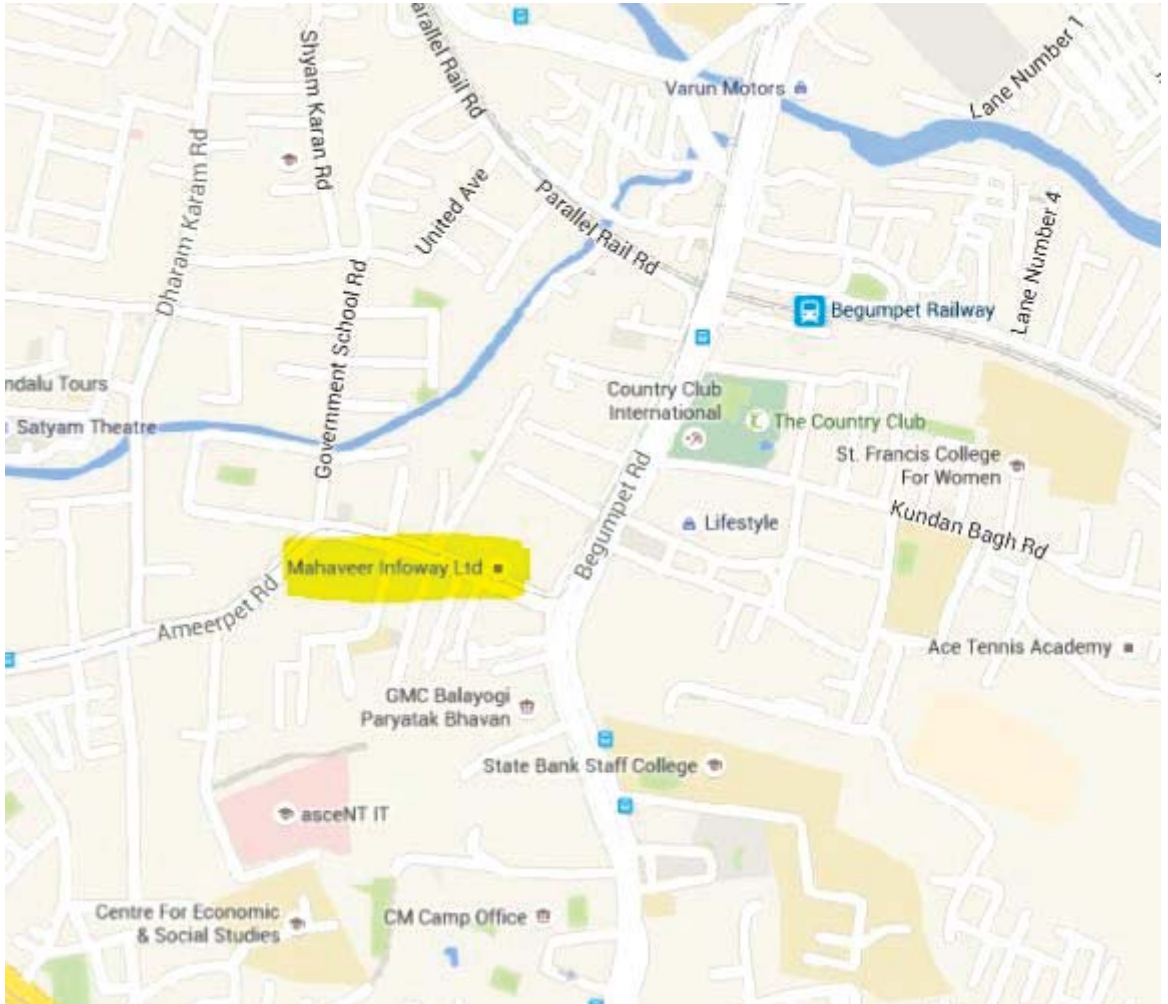 Parallel Rail Rd
Shyam Karan Rd
Lane Number 1
Varun Motors
Dharam Karam Rd
United Ave
Parallel Rail Rd
Lane Number 4
Begumpet Railway
Government School Rd
ndalu Tours
Country Club
International
The Country Club
Satyam Theatre
St. Francis College
For Women
Begumpet Rd
Lifestyle
Kundan Bagh Rd
Mahaveer Infoway Ltd
Ameerpet Rd
Ace Tennis Academy
GMC Balayogi
Paryatak Bhavan
State Bank Staff College
asceNT IT
Centre For Economic
& Social Studies
CM Camp Office